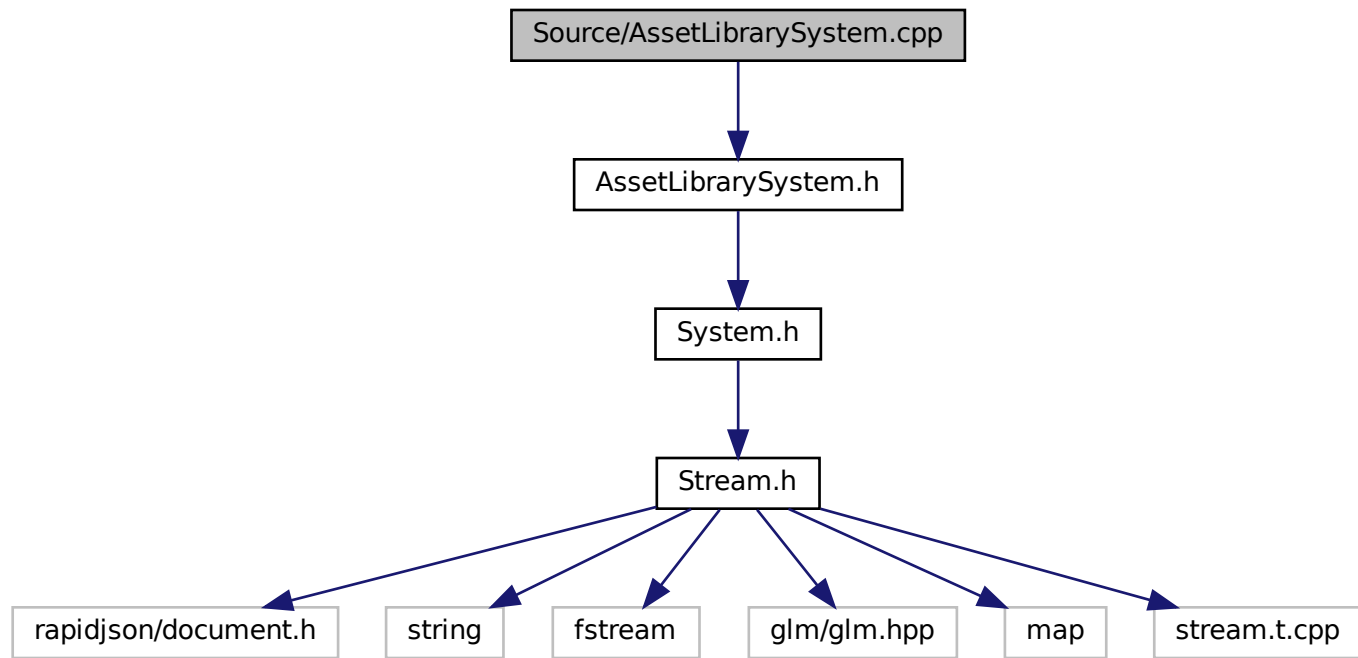 Source/AssetLibrarySystem.cpp
AssetLibrarySystem.h
System.h
Stream.h
rapidjson/document.h
string
fstream
glm/glm.hpp
map
stream.t.cpp